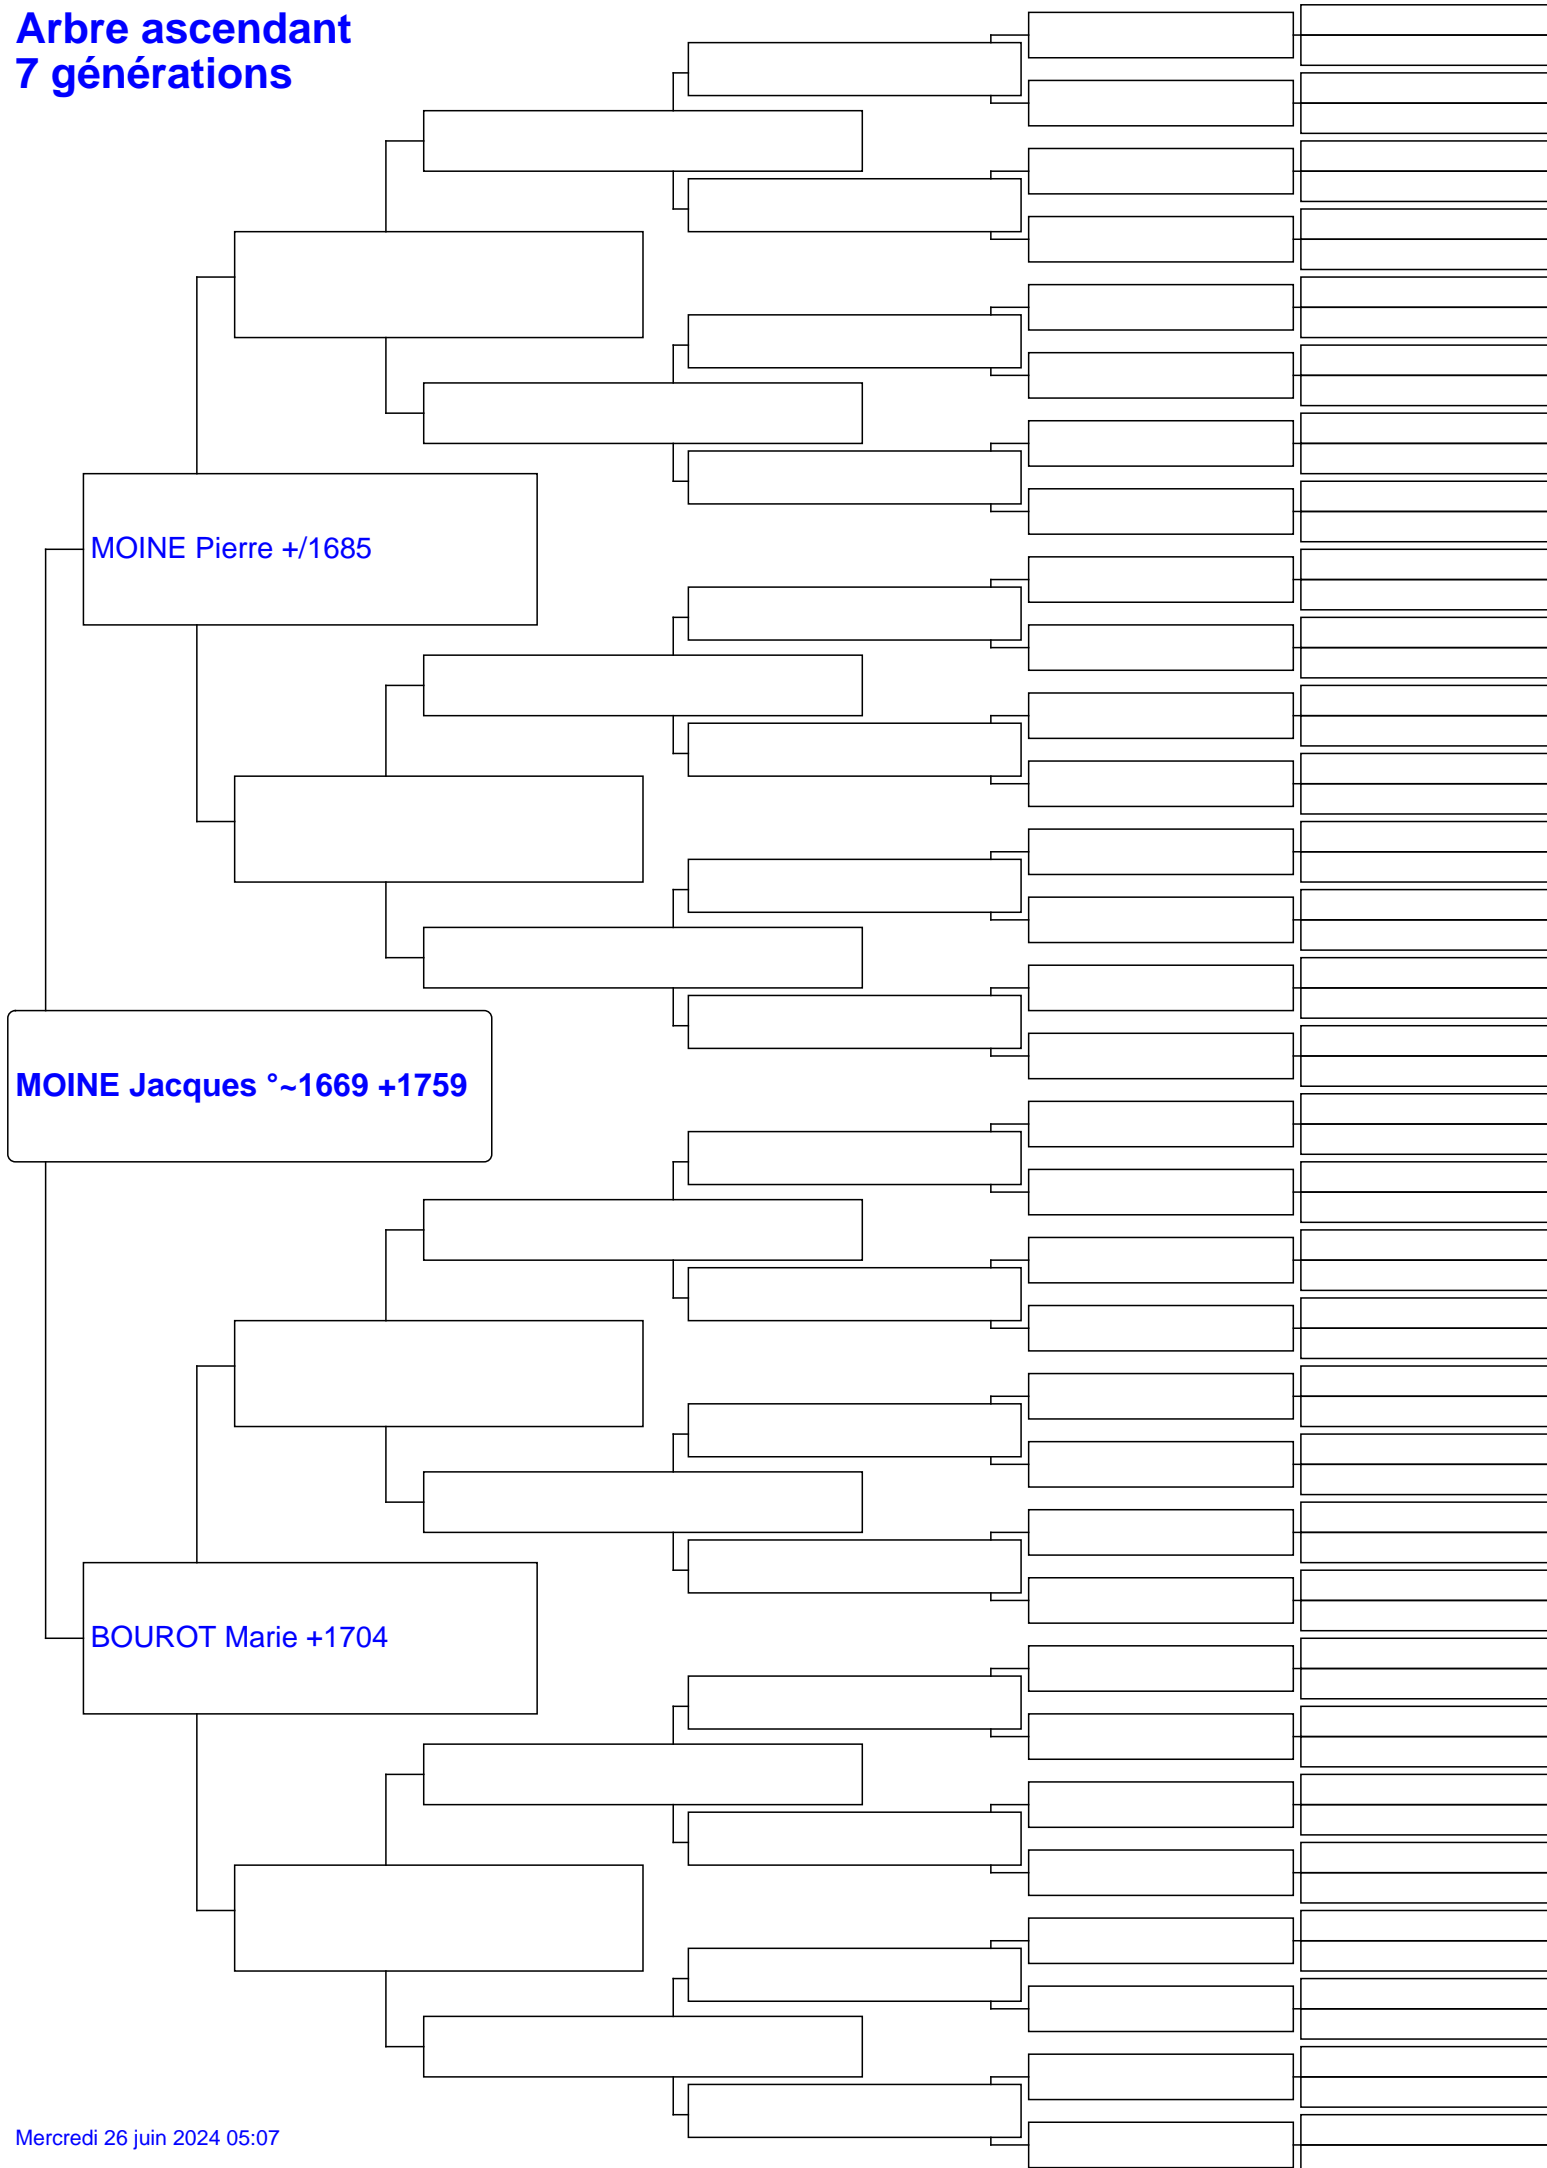 Arbre ascendant
7 générations
MOINE Pierre +/1685
MOINE Jacques °~1669 +1759
BOUROT Marie +1704
Mercredi 26 juin 2024 05:07